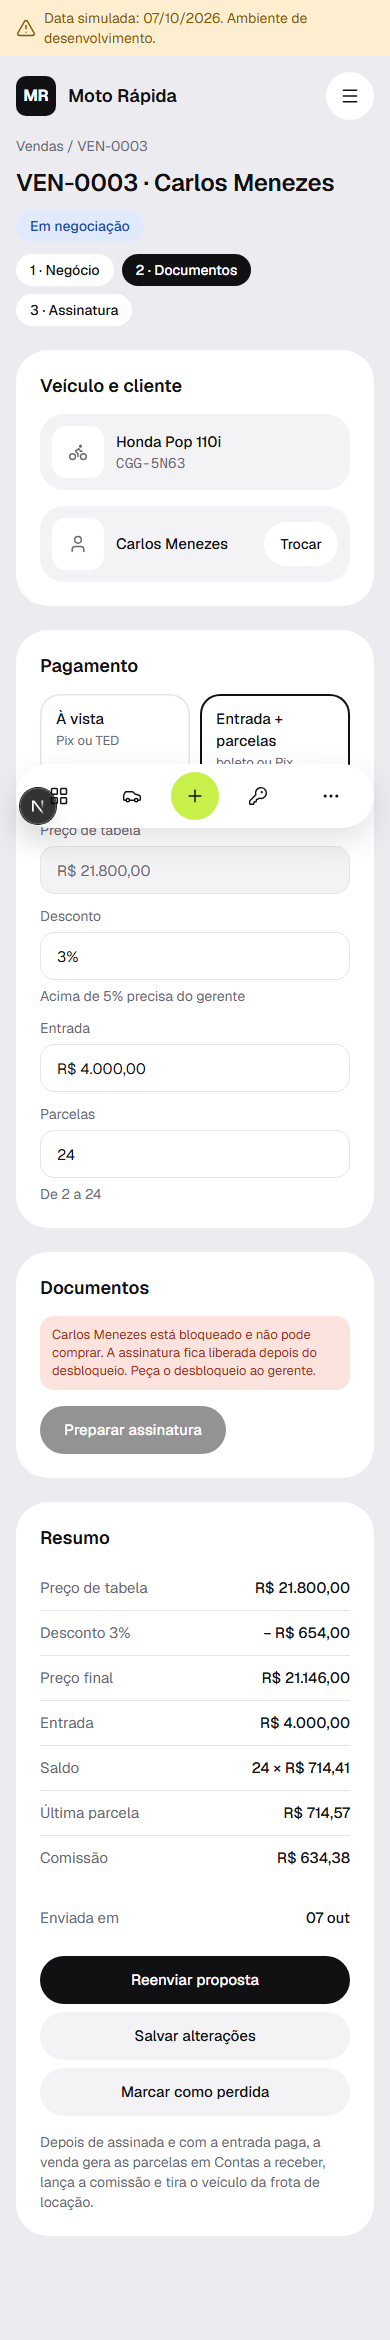 Data simulada: 07/10/2026. Ambiente de
desenvolvimento.
MR
Moto Rápida
Vendas / VEN-0003
VEN-0003 · Carlos Menezes
Em negociação
1 · Negócio
2 · Documentos
3 · Assinatura
Veículo e cliente
Honda Pop 110i
CGG-5N63
Carlos Menezes
Trocar
Pagamento
À vista
Pix ou TED
Entrada +
parcelas
boleto ou Pix
N
Preço de tabela
R$ 21.800,00
Desconto
3%
Acima de 5% precisa do gerente
Entrada
R$ 4.000,00
Parcelas
24
De 2 a 24
Documentos
Carlos Menezes está bloqueado e não pode
comprar. A assinatura fica liberada depois do
desbloqueio. Peça o desbloqueio ao gerente.
Preparar assinatura
Resumo
Preço de tabela R$ 21.800,00
Desconto 3% − R$ 654,00
Preço final R$ 21.146,00
Entrada R$ 4.000,00
Saldo 24 × R$ 714,41
Última parcela R$ 714,57
Comissão R$ 634,38
Enviada em 07 out
Reenviar proposta
Salvar alterações
Marcar como perdida
Depois de assinada e com a entrada paga, a
venda gera as parcelas em Contas a receber,
lança a comissão e tira o veículo da frota de
locação.